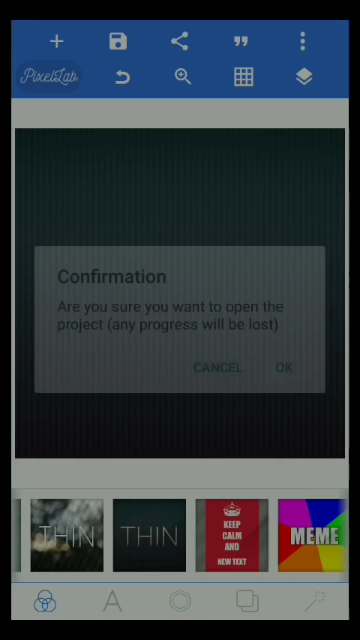 PixelLab
Confirmation
Are you sure you want to open the
project (any progress will be lost)
CANCEL OK
THIN
THIN
KEEP
CALM
AND
NEW TEXT
MEME